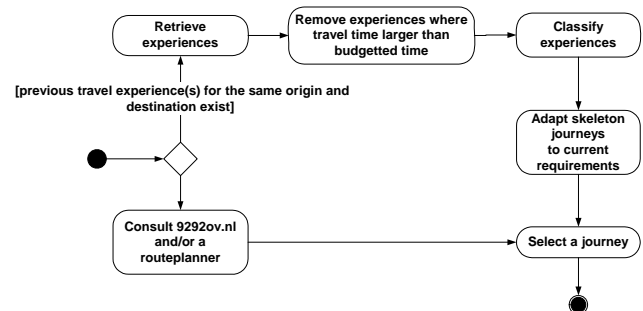 Retrieve
experiences
Remove experiences where
travel time larger than
budgetted time
Classify
experiences
[previous travel experience(s) for the same origin and
destination exist]
Adapt skeleton
journeys
to current
requirements
Consult 9292ov.nl
and/or a
routeplanner
Select a journey